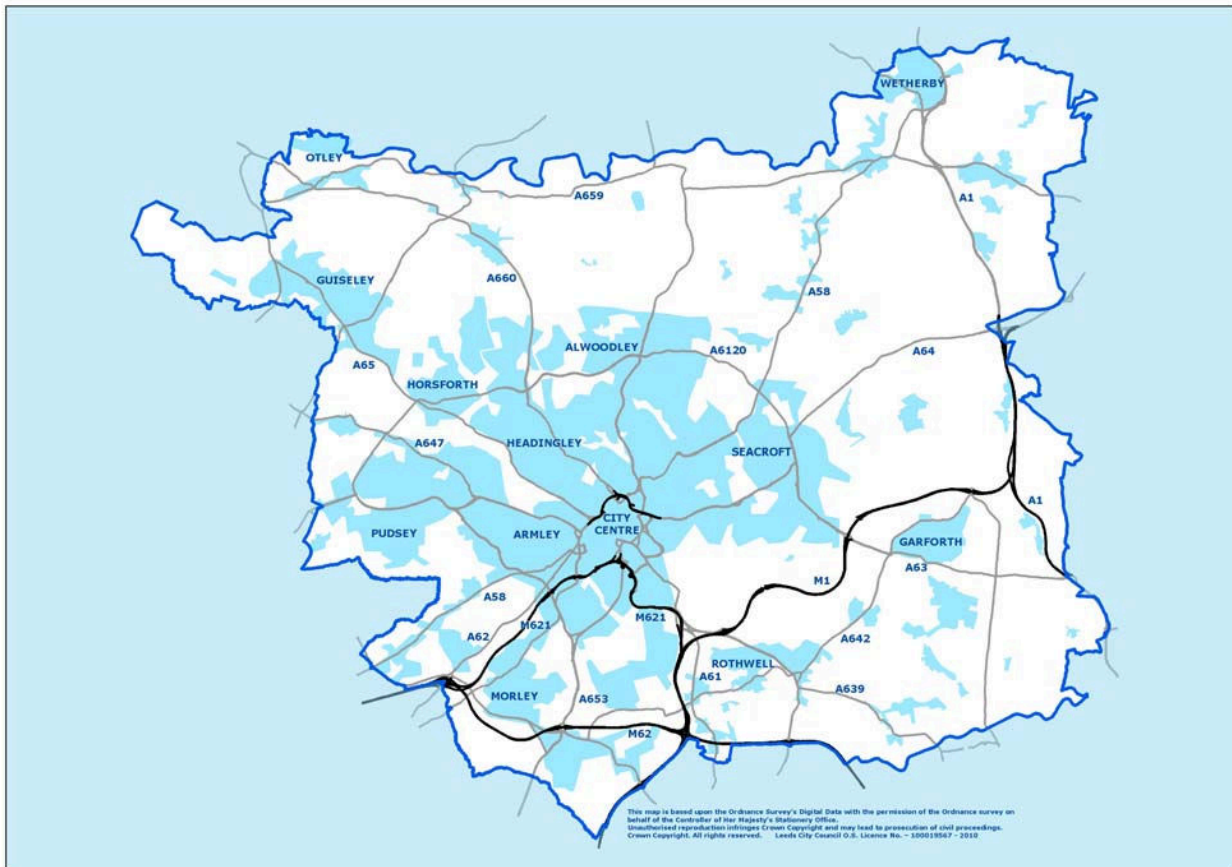 WETHERBY
OTLEY
A659
A1
GUISELEY
A660
A58
ALWOODLEY
A6120
A64
A65
HORSFORTH
A647
HEADINGLEY
SEACROFT
CITY
CENTRE
A1
PUDSEY
ARMLEY
GARFORTH
A63
M1
A58
M621
M621
A62
A642
ROTHWELL
A61
A639
MORLEY
A653
M62
This map is based upon the Ordnance Survey's Digital Data with the permission of the Ordnance survey on
behalf of the Controller of Her Majesty's Stationery Office.
Unauthorised reproduction infringes Crown Copyright and may lead to prosecution of civil proceedings.
Crown Copyright. All rights reserved. Leeds City Council O.S. Licence No. – 100019567 - 2010